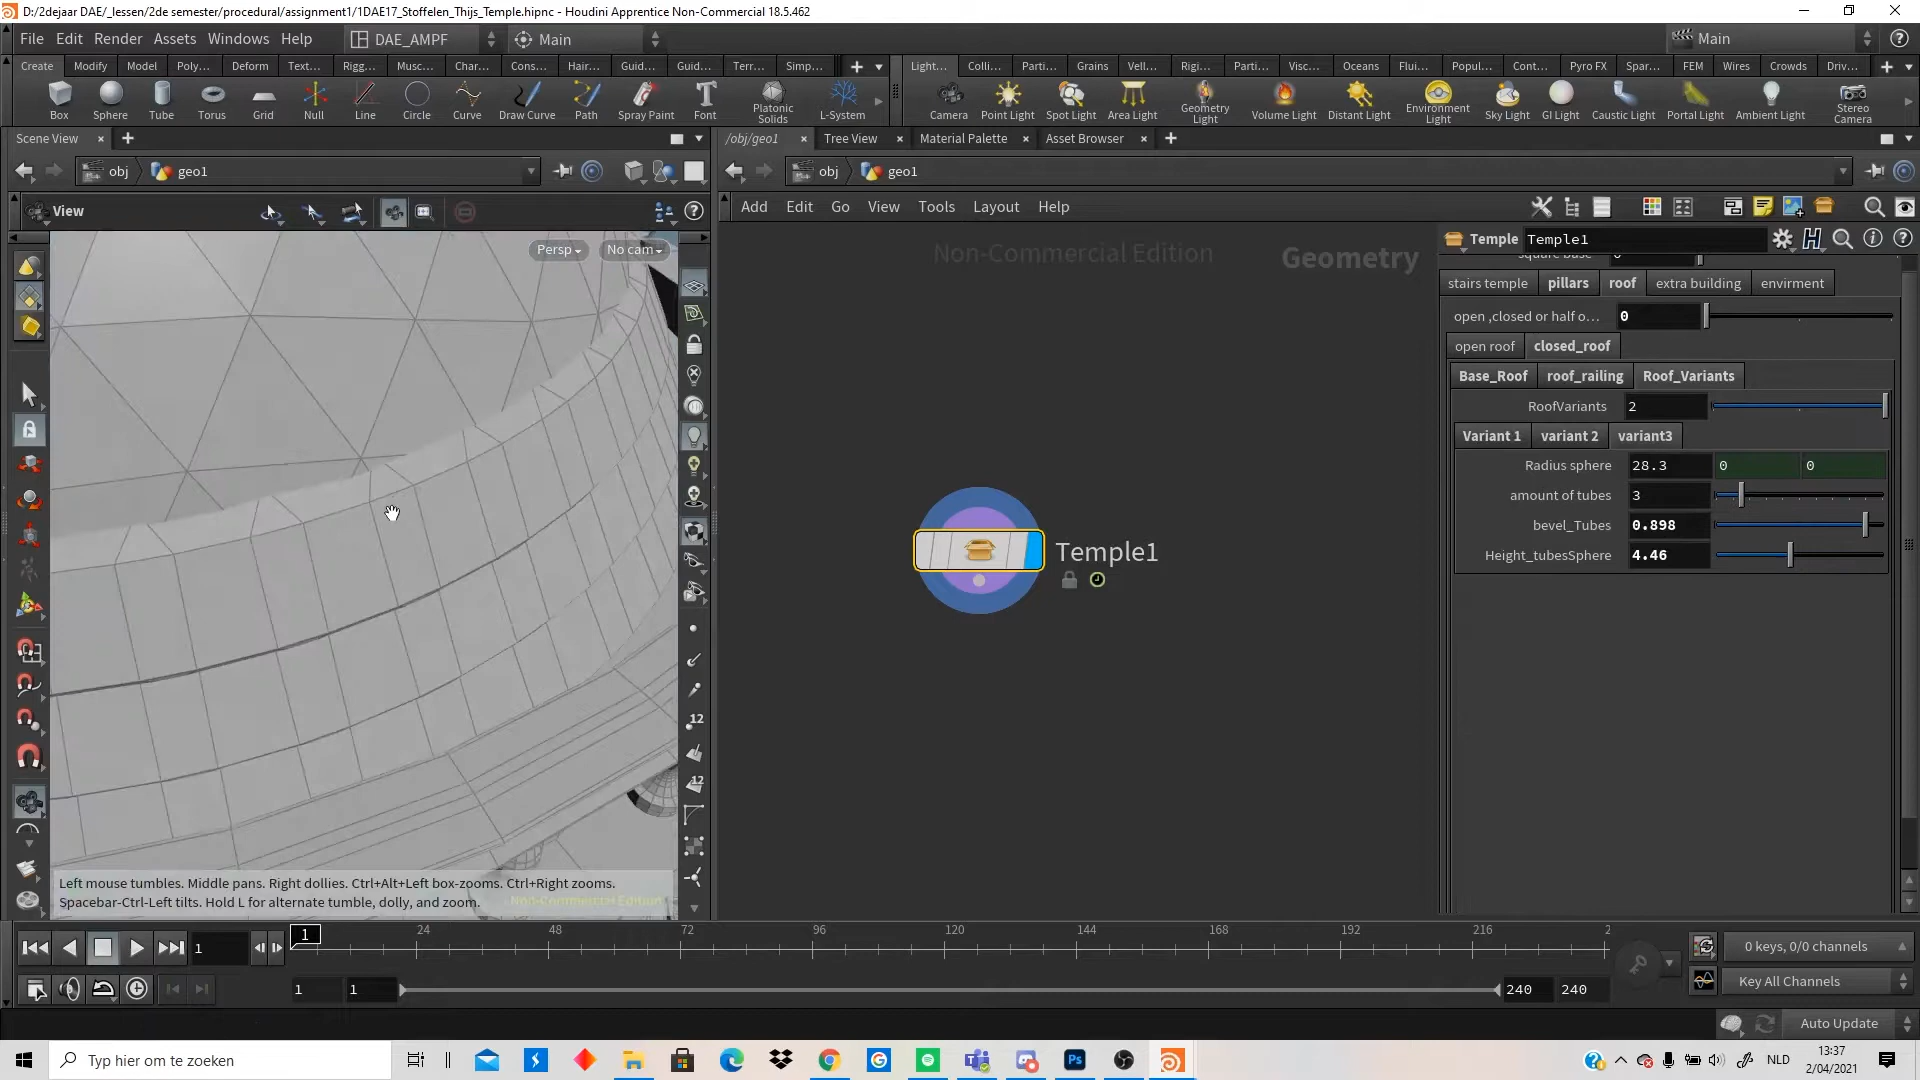 D:/2dejaar DAE/_lessen/2de semester/procedural/assignment1/1DAE17_Stoffelen_Thijs_Temple.hipnc - Houdini Apprentice Non-Commercial 18.5.462
File Edit Render Assets Windows Help DAE_AMPF Main Main
Create Modify Model Poly... Deform Text... Rigg... Musc... Char... Cons... Hair... Guid... Guid... Terr... Simp... Light... Colli... Parti... Grains Vell... Rigi... Parti... Visc... Oceans Flui... Popul... Cont... Pyro FX Spar... FEM Wires Crowds Driv...
Box Sphere Tube Torus Grid Null Line Circle Curve Draw Curve Path Spray Paint Font Platonic Solids L-System Camera Point Light Spot Light Area Light Geometry Light Volume Light Distant Light Environment Light Sky Light GI Light Caustic Light Portal Light Ambient Light Stereo Camera
Scene View /obj/geo1 Tree View Material Palette Asset Browser
obj geo1 obj geo1
View Add Edit Go View Tools Layout Help
Persp No cam
Non-Commercial Edition Geometry
Temple Temple1
square base
stairs temple pillars roof extra building envirment
open ,closed or half o... 0
open roof closed_roof
Base_Roof roof_railing Roof_Variants
RoofVariants 2
Variant 1 variant 2 variant3
Radius sphere 28.3 0 0
amount of tubes 3
bevel_Tubes 0.898
Height_tubesSphere 4.46
Temple1
12
12
Left mouse tumbles. Middle pans. Right dollies. Ctrl+Alt+Left box-zooms. Ctrl+Right zooms.
Spacebar-Ctrl-Left tilts. Hold L for alternate tumble, dolly, and zoom.
Non-Commercial Edition
1 1 24 48 72 96 120 144 168 192 216 2
0 keys, 0/0 channels
1 1 240 240 Key All Channels
Auto Update
Typ hier om te zoeken
NLD 13:37
2/04/2021